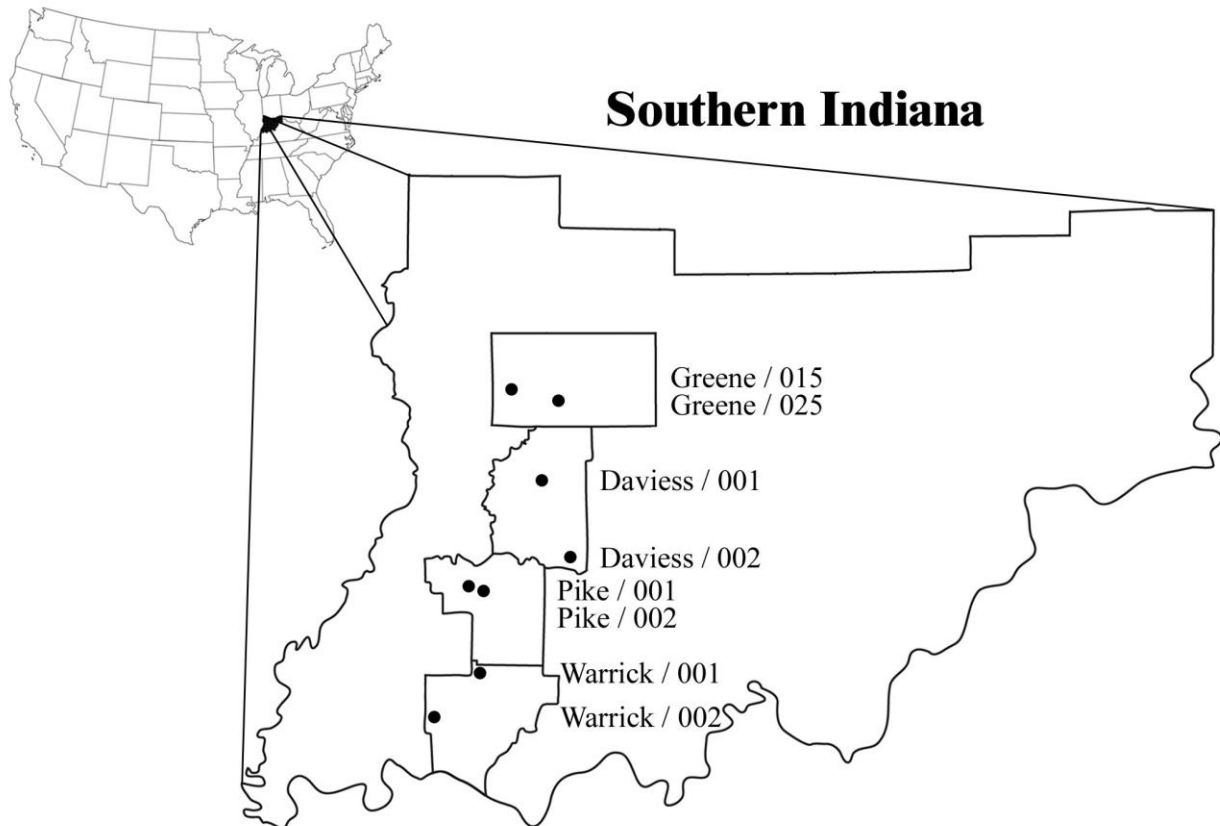 Southern Indiana
Greene / 015
Greene / 025
Daviess / 001
Daviess / 002
Pike / 001
Pike / 002
Warrick / 001
Warrick / 002